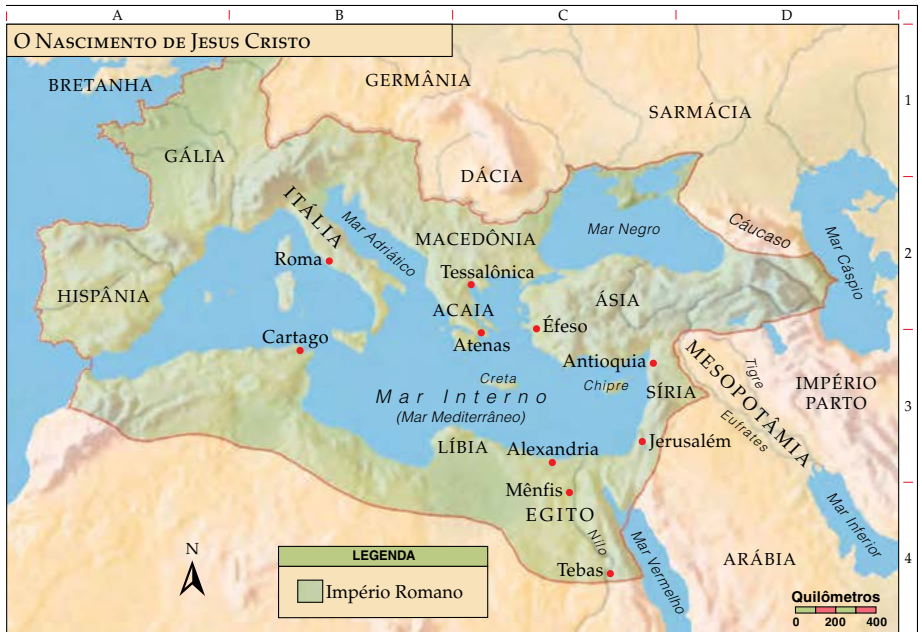 A
B
C
D
O Nascimento de Jesus Cristo
1
2
3
4
BRETANHA
GERMÂNIA
SARMÁCIA
GÁLIA
DÁCIA
ITÁLIA
Mar Adriático
MACEDÔNIA
Mar Negro
Cáucaso
Mar Cáspio
Roma
Tessalônica
HISPÂNIA
ÁSIA
ACAIA
Éfeso
Cartago
Atenas
Antioquia
MESOPOTÂMIA
Tigre
Creta
Chipre
IMPÉRIO
PARTO
Mar Interno
(Mar Mediterrâneo)
SÍRIA
Eufrates
LÍBIA
Alexandria
Jerusalém
Mênfis
EGITO
Mar Inferior
Nilo
Mar Vermelho
N
LEGENDA
Império Romano
Tebas
ARÁBIA
Quilômetros
0 200 400